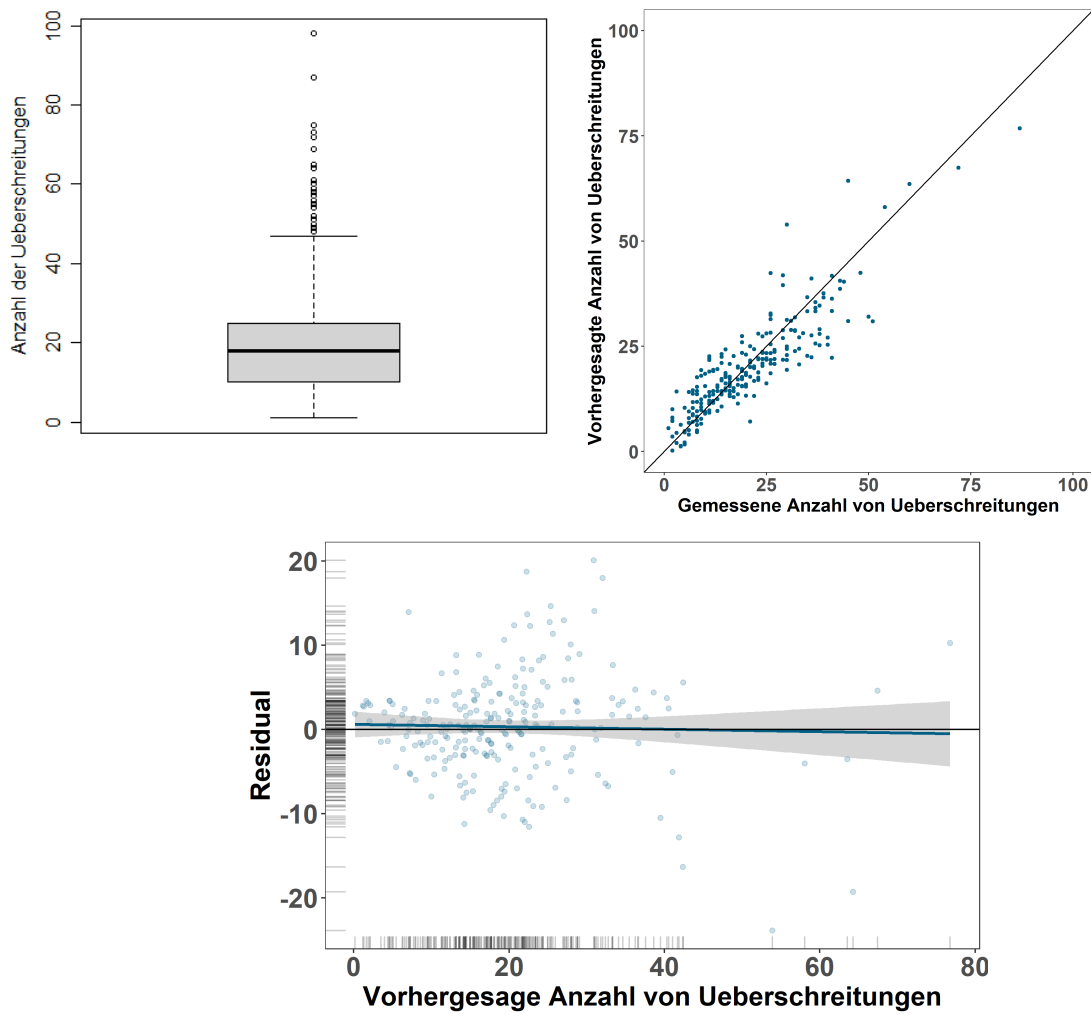 Anzahl der Ueberschreitungen
100
80
60
40
20
0
Vorhergesagte Anzahl von Ueberschreitungen
100
75
50
25
0
0 25 50 75 100
Gemessene Anzahl von Ueberschreitungen
Residual
20
10
0
-10
-20
0 20 40 60 80
Vorhergesage Anzahl von Ueberschreitungen